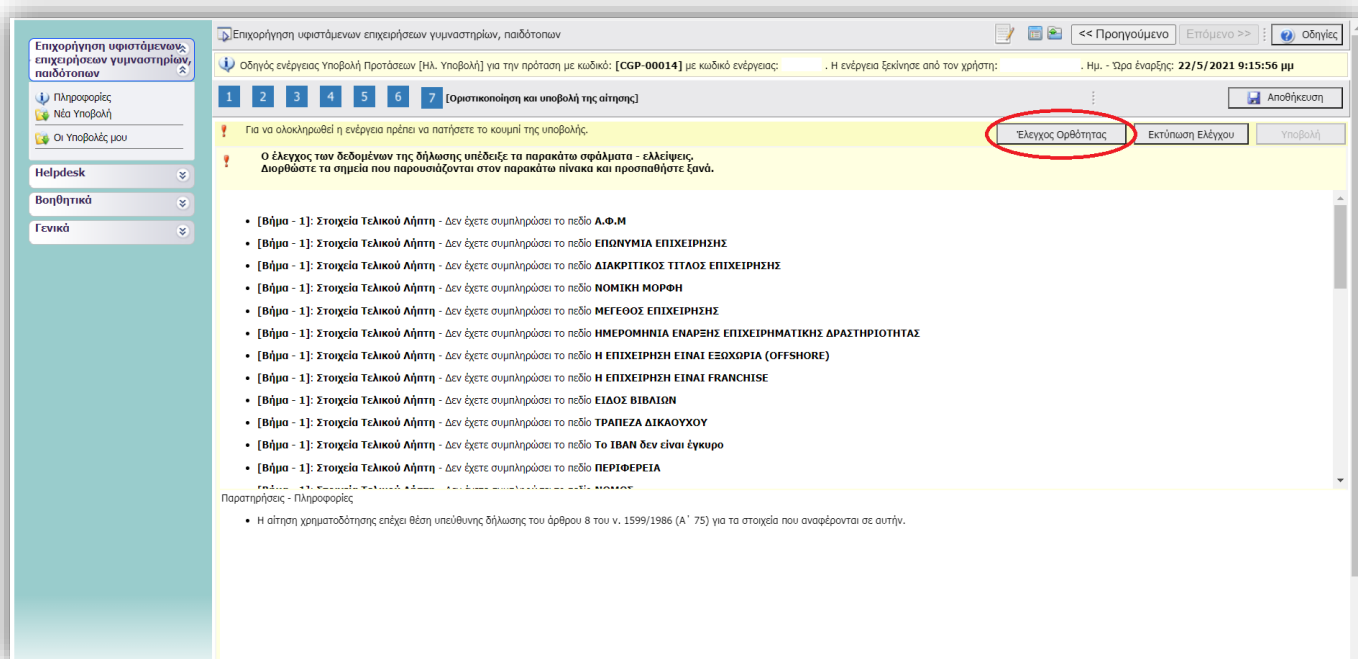 Επιχορήγηση υφιστάμενων
επιχειρήσεων γυμναστηρίων,
παιδότοπων
Πληροφορίες
Νέα Υποβολή
Οι Υποβολές μου
Helpdesk
Βοηθητικά
Γενικά
Επιχορήγηση υφιστάμενων επιχειρήσεων γυμναστηρίων, παιδότοπων
<< Προηγούμενο
Επόμενο >>
Οδηγίες
Οδηγός ενέργειας Υποβολή Προτάσεων [Ηλ. Υποβολή] για την πρόταση με κωδικό: [CGP-00014] με κωδικό ενέργειας: . Η ενέργεια ξεκίνησε από τον χρήστη: . Ημ. - Ώρα έναρξης: 22/5/2021 9:15:56 μμ
1 2 3 4 5 6 7 [Οριστικοποίηση και υποβολή της αίτησης]
Αποθήκευση
Για να ολοκληρωθεί η ενέργεια πρέπει να πατήσετε το κουμπί της υποβολής.
Έλεγχος Ορθότητας
Εκτύπωση Ελέγχου
Υποβολή
Ο έλεγχος των δεδομένων της δήλωσης υπέδειξε τα παρακάτω σφάλματα - ελλείψεις.
Διορθώστε τα σημεία που παρουσιάζονται στον παρακάτω πίνακα και προσπαθήστε ξανά.
• [Βήμα - 1]: Στοιχεία Τελικού Λήπτη - Δεν έχετε συμπληρώσει το πεδίο Α.Φ.Μ
• [Βήμα - 1]: Στοιχεία Τελικού Λήπτη - Δεν έχετε συμπληρώσει το πεδίο ΕΠΩΝΥΜΙΑ ΕΠΙΧΕΙΡΗΣΗΣ
• [Βήμα - 1]: Στοιχεία Τελικού Λήπτη - Δεν έχετε συμπληρώσει το πεδίο ΔΙΑΚΡΙΤΙΚΟΣ ΤΙΤΛΟΣ ΕΠΙΧΕΙΡΗΣΗΣ
• [Βήμα - 1]: Στοιχεία Τελικού Λήπτη - Δεν έχετε συμπληρώσει το πεδίο ΝΟΜΙΚΗ ΜΟΡΦΗ
• [Βήμα - 1]: Στοιχεία Τελικού Λήπτη - Δεν έχετε συμπληρώσει το πεδίο ΜΕΓΕΘΟΣ ΕΠΙΧΕΙΡΗΣΗΣ
• [Βήμα - 1]: Στοιχεία Τελικού Λήπτη - Δεν έχετε συμπληρώσει το πεδίο ΗΜΕΡΟΜΗΝΙΑ ΕΝΑΡΞΗΣ ΕΠΙΧΕΙΡΗΜΑΤΙΚΗΣ ΔΡΑΣΤΗΡΙΟΤΗΤΑΣ
• [Βήμα - 1]: Στοιχεία Τελικού Λήπτη - Δεν έχετε συμπληρώσει το πεδίο Η ΕΠΙΧΕΙΡΗΣΗ ΕΙΝΑΙ ΕΞΩΧΩΡΙΑ (OFFSHORE)
• [Βήμα - 1]: Στοιχεία Τελικού Λήπτη - Δεν έχετε συμπληρώσει το πεδίο Η ΕΠΙΧΕΙΡΗΣΗ ΕΙΝΑΙ FRANCHISE
• [Βήμα - 1]: Στοιχεία Τελικού Λήπτη - Δεν έχετε συμπληρώσει το πεδίο ΕΙΔΟΣ ΒΙΒΛΙΩΝ
• [Βήμα - 1]: Στοιχεία Τελικού Λήπτη - Δεν έχετε συμπληρώσει το πεδίο ΤΡΑΠΕΖΑ ΔΙΚΑΟΥΧΟΥ
• [Βήμα - 1]: Στοιχεία Τελικού Λήπτη - Δεν έχετε συμπληρώσει το πεδίο Το IBAN δεν είναι έγκυρο
• [Βήμα - 1]: Στοιχεία Τελικού Λήπτη - Δεν έχετε συμπληρώσει το πεδίο ΠΕΡΙΦΕΡΕΙΑ
Παρατηρήσεις - Πληροφορίες
• Η αίτηση χρηματοδότησης επέχει θέση υπεύθυνης δήλωσης του άρθρου 8 του ν. 1599/1986 (Α΄ 75) για τα στοιχεία που αναφέρονται σε αυτήν.